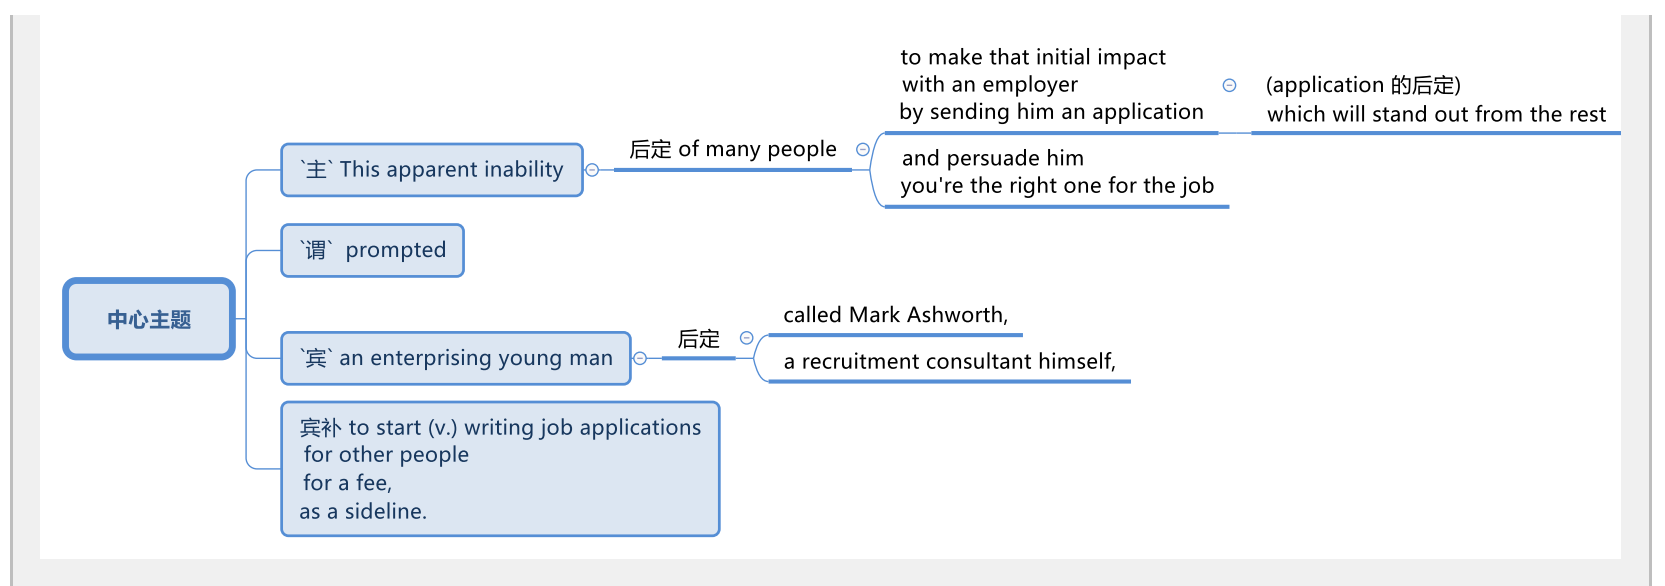 中心主题
`主` This apparent inability
后定 of many people
to make that initial impact
with an employer
by sending him an application
(application 的后定)
which will stand out from the rest
and persuade him
you're the right one for the job
`谓` prompted
`宾` an enterprising young man
后定
called Mark Ashworth,
a recruitment consultant himself,
宾补 to start (v.) writing job applications
for other people
for a fee,
as a sideline.